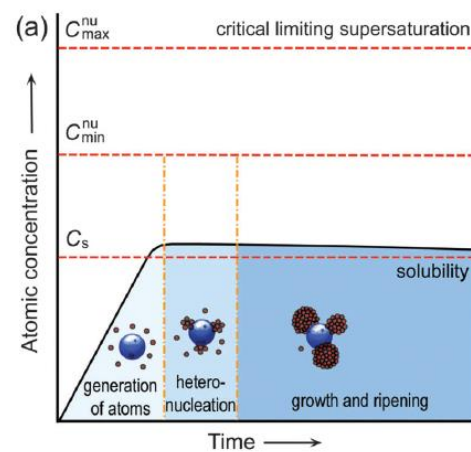 (a)
C^nu_max
critical limiting supersaturation
C^nu_min
C_s
solubility
Atomic concentration
generation
of atoms
hetero-
nucleation
growth and ripening
Time